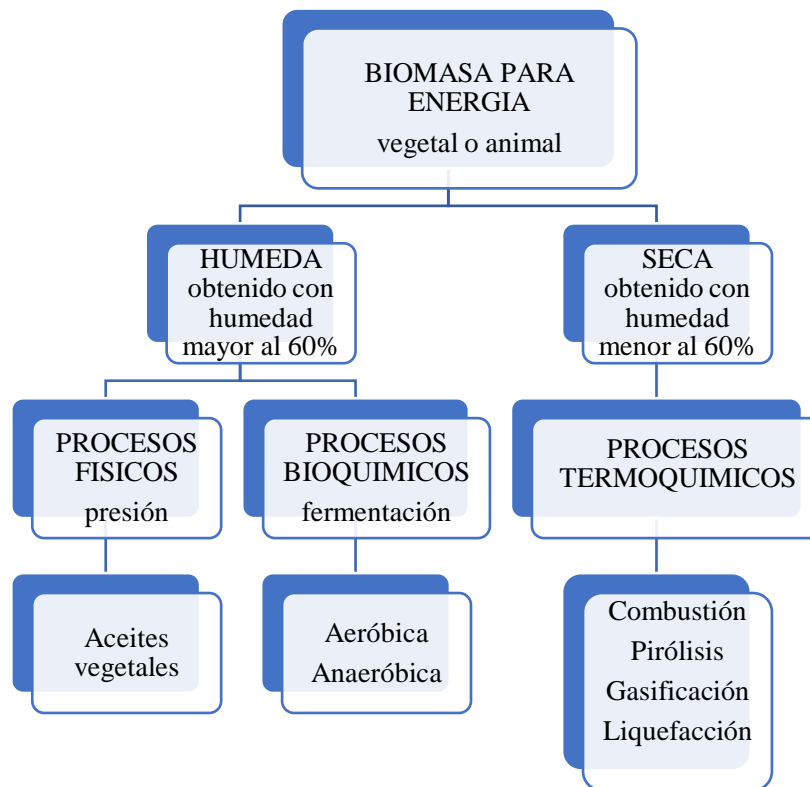 BIOMASA PARA
ENERGIA
vegetal o animal
HUMEDA
obtenido con
humedad
mayor al 60%
SECA
obtenido con
humedad
menor al 60%
PROCESOS
FISICOS
presión
PROCESOS
BIOQUIMICOS
fermentación
PROCESOS
TERMOQUIMICOS
Aceites
vegetales
Aeróbica
Anaeróbica
Combustión
Pirólisis
Gasificación
Liquefacción